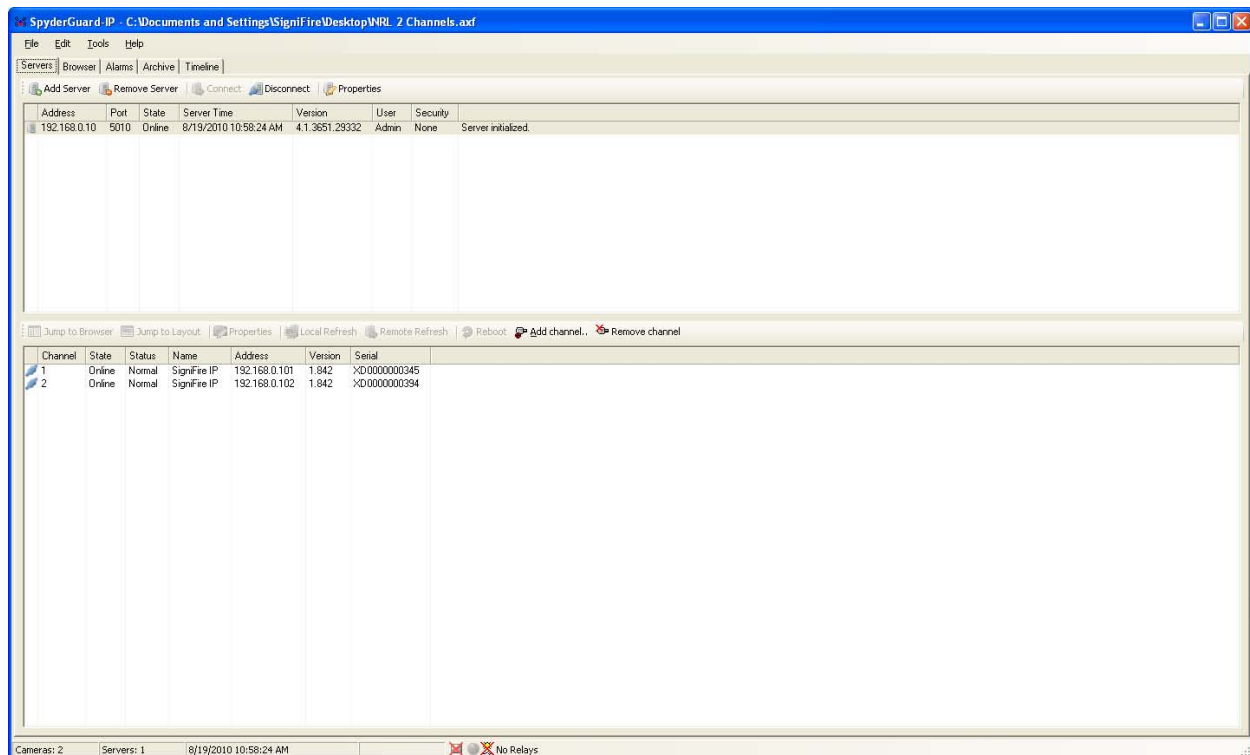 SpyderGuard-IP - C:\Documents and Settings\SigniFire\Desktop\NRL 2 Channels.axf
File Edit Tools Help
Servers Browser Alarms Archive Timeline
Add Server Remove Server Connect Disconnect Properties
Address Port State Server Time Version User Security
192.168.0.10 5010 Online 8/19/2010 10:58:24 AM 4.1.3651.29332 Admin None Server initialized.
Jump to Browser Jump to Layout Properties Local Refresh Remote Refresh Reboot Add channel.. Remove channel
Channel State Status Name Address Version Serial
1 Online Normal SigniFire IP 192.168.0.101 1.842 XD0000000345
2 Online Normal SigniFire IP 192.168.0.102 1.842 XD0000000394
Cameras: 2 Servers: 1 8/19/2010 10:58:24 AM No Relays